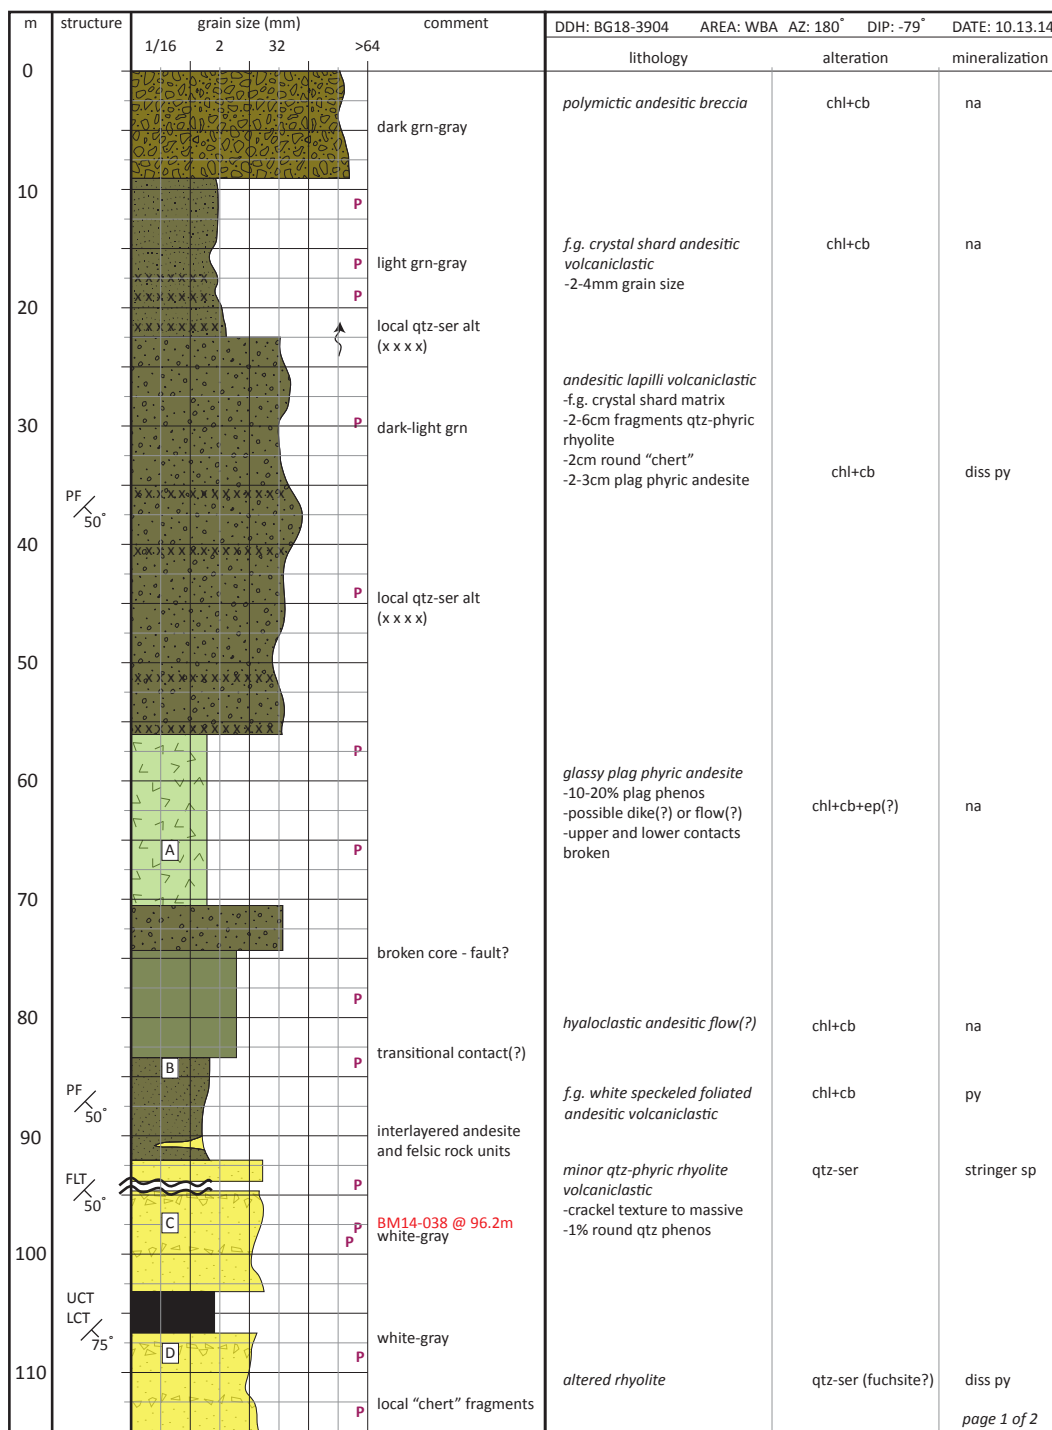 m structure grain size (mm) comment
1/16 2 32 >64
DDH: BG18-3904 AREA: WBA AZ: 180° DIP: -79° DATE: 10.13.14
lithology alteration mineralization
0
polymictic andesitic breccia chl+cb na
dark grn-gray
10
P
f.g. crystal shard andesitic chl+cb na
volcaniclastic
-2-4mm grain size
light grn-gray
P
x x x x x x x
P
x x x x x x x
20
local qtz-ser alt
(x x x x)
x x x x x x x
andesitic lapilli volcaniclastic
-f.g. crystal shard matrix
-2-6cm fragments qtz-phyric
rhyolite
-2cm round “chert”
-2-3cm plag phyric andesite
chl+cb diss py
30
P
dark-light grn
PF
50°
x x x x x x x x x x x
40
x x x x x x x x x x x
P
local qtz-ser alt
(x x x x)
50
x x x x x x x x x x
x x x x x x x x x x
P
60
glassy plag phyric andesite
-10-20% plag phenos
-possible dike(?) or flow(?)
-upper and lower contacts
broken
chl+cb+ep(?) na
A
P
70
broken core - fault?
P
80
hyaloclastic andesitic flow(?) chl+cb na
transitional contact(?)
B
P
PF
50°
f.g. white speckeled foliated chl+cb py
andesitic volcaniclastic
90
interlayered andesite
and felsic rock units
minor qtz-phyric rhyolite qtz-ser stringer sp
volcaniclastic
-crackel texture to massive
-1% round qtz phenos
FLT
50°
P
C
P
BM14-038 @ 96.2m
P
white-gray
100
UCT
LCT
75°
white-gray
D
P
110
altered rhyolite qtz-ser (fuchsite?) diss py
local “chert” fragments
P
page 1 of 2